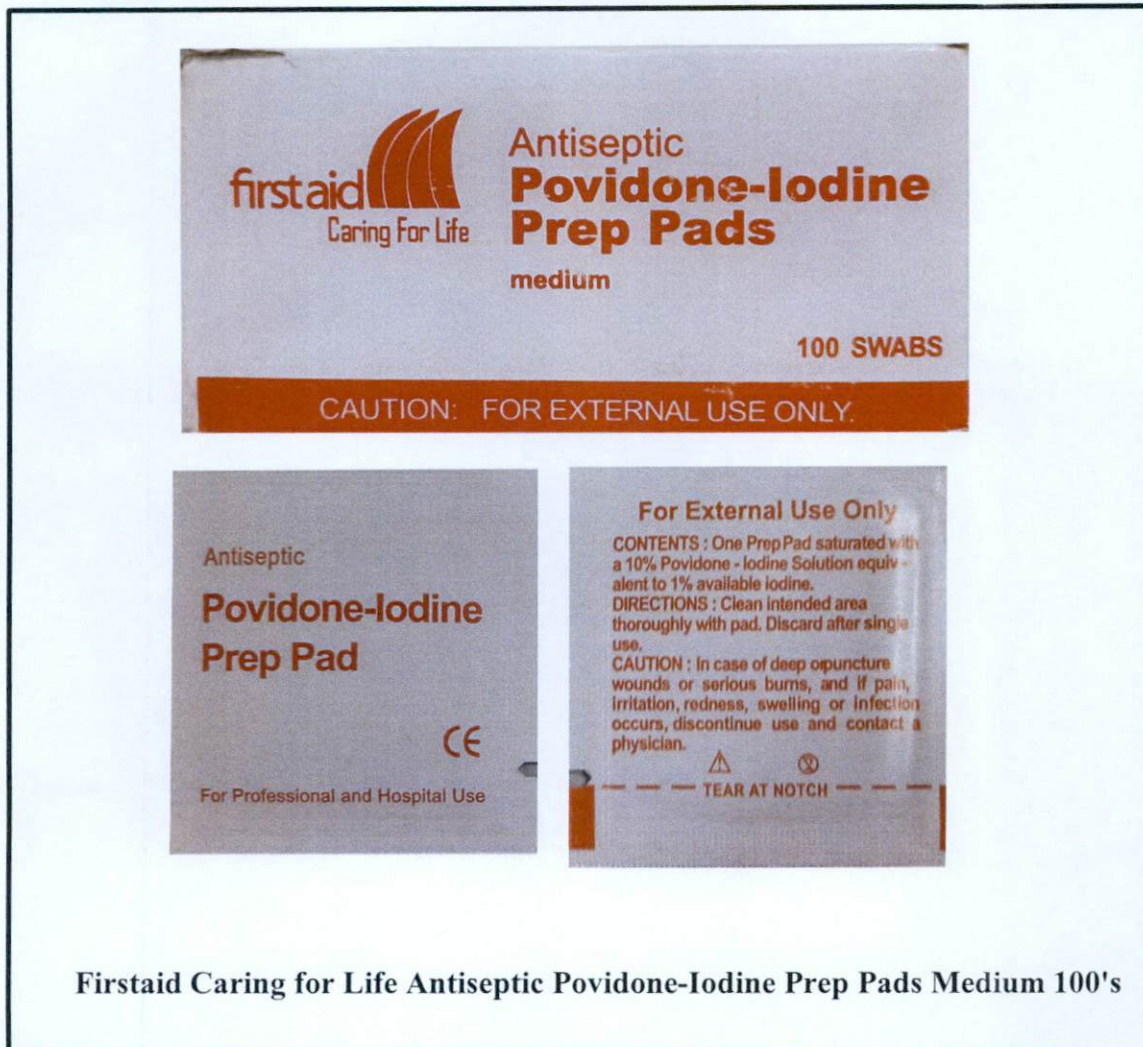 firstaid
Caring For Life
Antiseptic
Povidone-Iodine
Prep Pads
medium
100 SWABS
CAUTION: FOR EXTERNAL USE ONLY.
Antiseptic
Povidone-Iodine
Prep Pad
CE
For Professional and Hospital Use
For External Use Only
CONTENTS : One Prep Pad saturated with
a 10% Povidone - Iodine Solution equiv -
alent to 1% available iodine.
DIRECTIONS : Clean intended area
thoroughly with pad. Discard after single
use.
CAUTION : In case of deep orpuncture
wounds or serious burns, and if pain,
irritation, redness, swelling or infection
occurs, discontinue use and contact a
physician.
TEAR AT NOTCH
Firstaid Caring for Life Antiseptic Povidone-Iodine Prep Pads Medium 100's